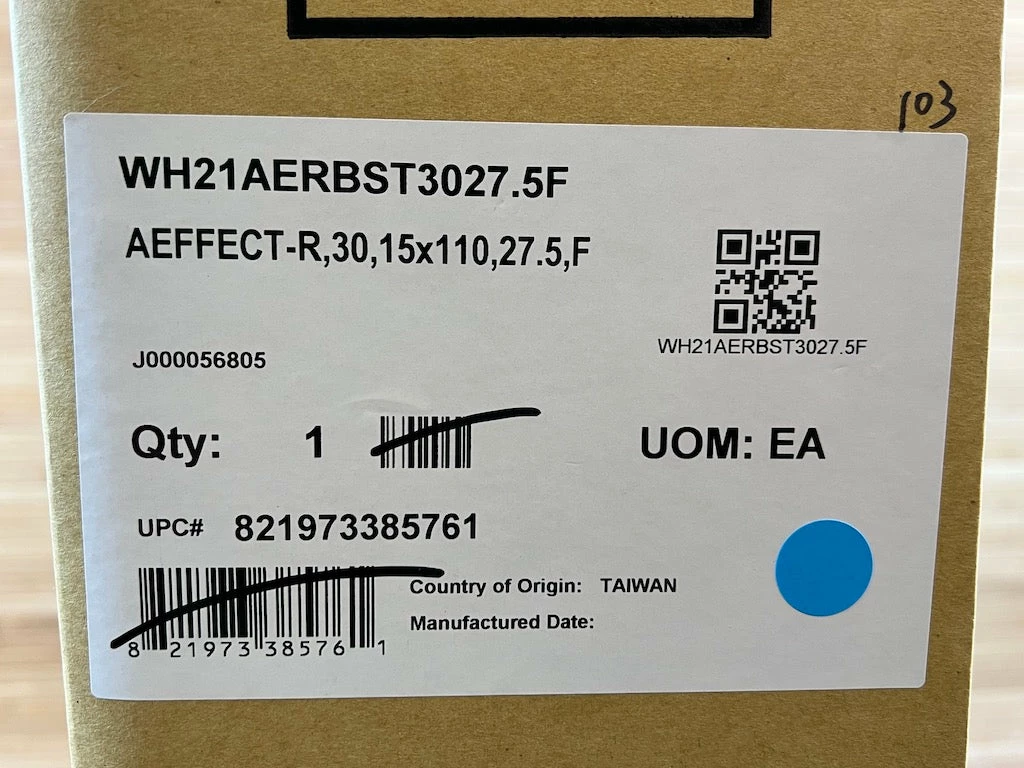 103
WH21AERBST3027.5F
AEFFECT-R,30,15x110,27.5,F
WH21AERBST3027.5F
J000056805
Qty: 1
UOM: EA
UPC# 821973385761
Country of Origin: TAIWAN
Manufactured Date:
8 21973 38576 1